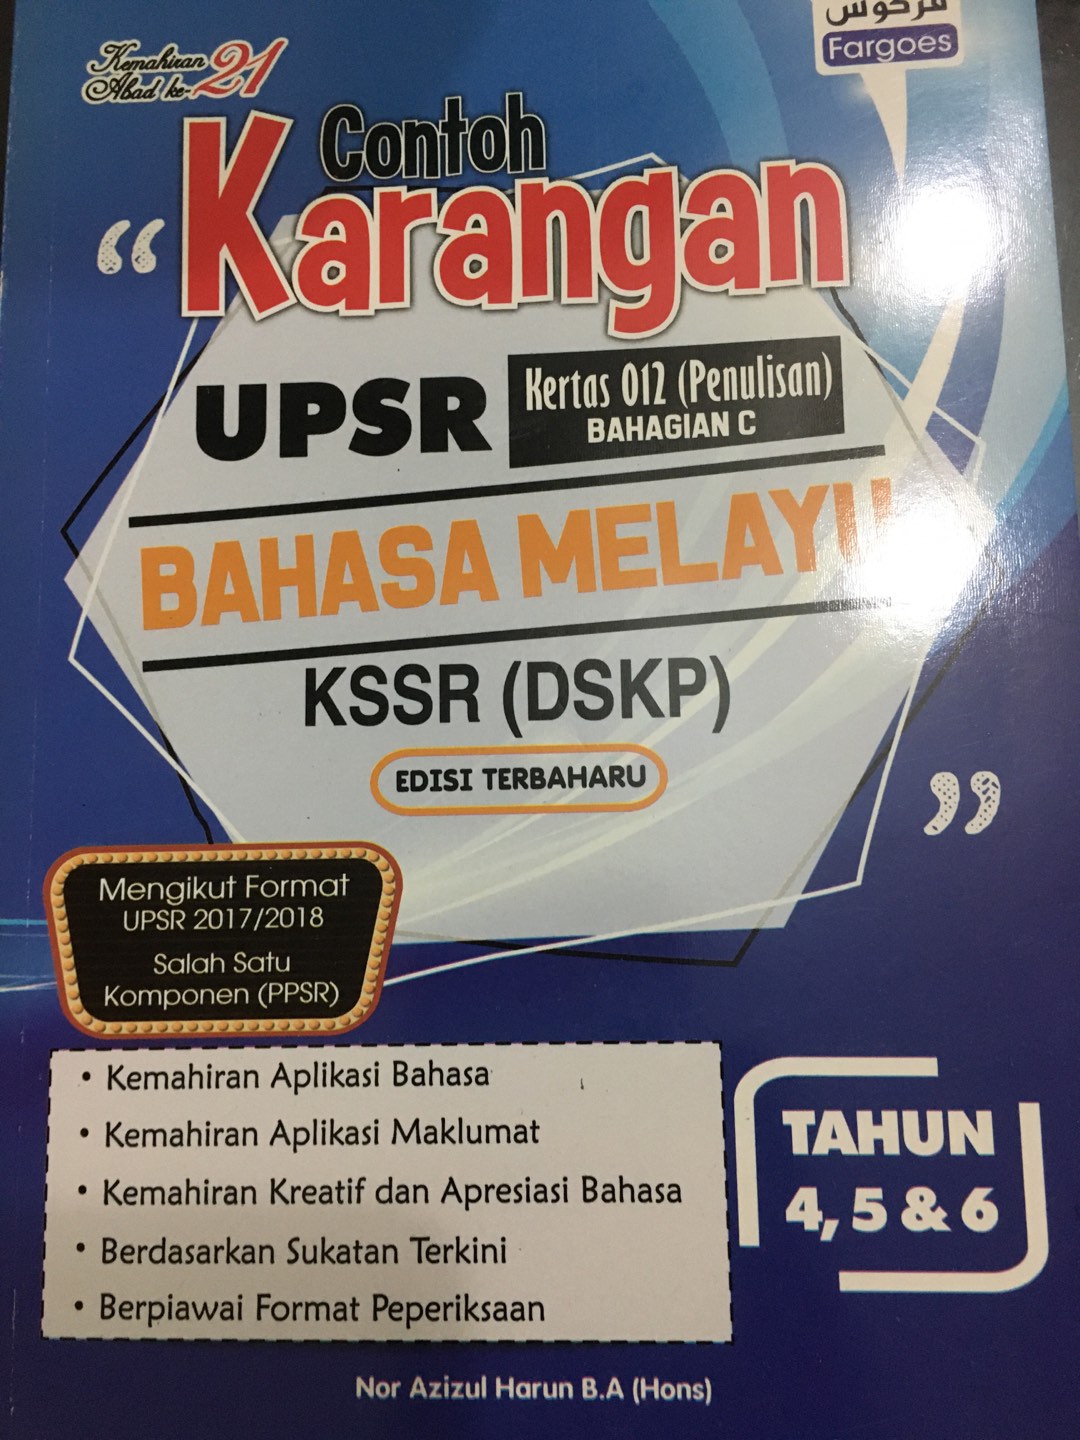 فركوس
Fargoes
Kemahiran
Abad ke-21
Contoh
"Karangan
UPSR
Kertas 012 (Penulisan)
BAHAGIAN C
BAHASA MELAYU
KSSR (DSKP)
EDISI TERBAHARU
"
Mengikut Format
UPSR 2017/2018
Salah Satu
Komponen (PPSR)
• Kemahiran Aplikasi Bahasa
• Kemahiran Aplikasi Maklumat
• Kemahiran Kreatif dan Apresiasi Bahasa
• Berdasarkan Sukatan Terkini
• Berpiawai Format Peperiksaan
TAHUN
4, 5 & 6
Nor Azizul Harun B.A (Hons)